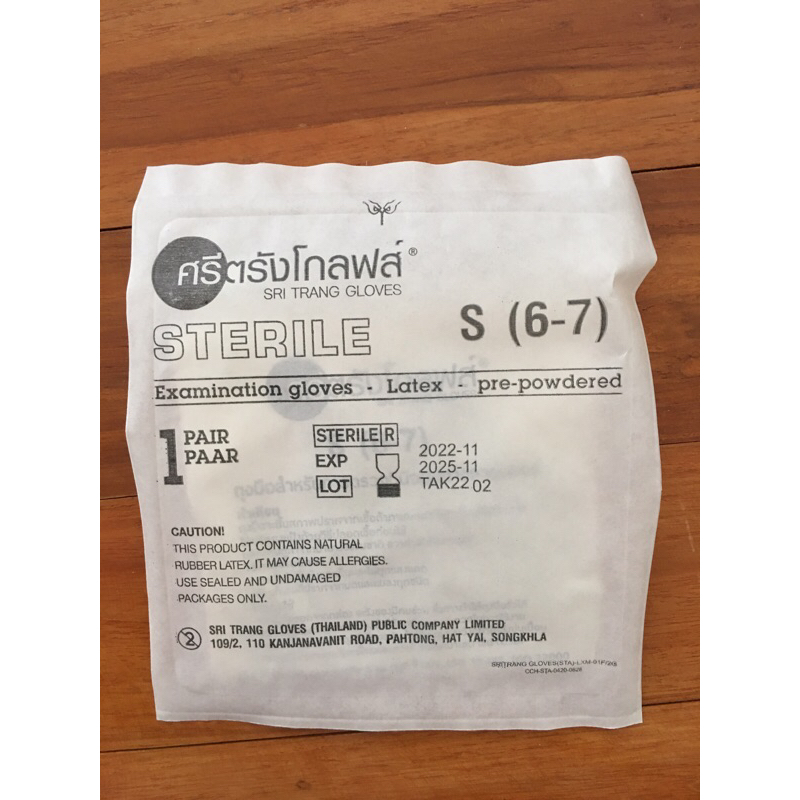 ศรีตรังโกลฟส์®
SRI TRANG GLOVES
STERILE
S (6-7)
Examination gloves - Latex - pre-powdered
1 PAIR
PAAR
STERILE R 2022-11
EXP 2025-11
LOT TAK22 02
CAUTION!
THIS PRODUCT CONTAINS NATURAL
RUBBER LATEX. IT MAY CAUSE ALLERGIES.
USE SEALED AND UNDAMAGED
PACKAGES ONLY.
2 SRI TRANG GLOVES (THAILAND) PUBLIC COMPANY LIMITED
109/2, 110 KANJANAVANIT ROAD, PAHTONG, HAT YAI, SONGKHLA